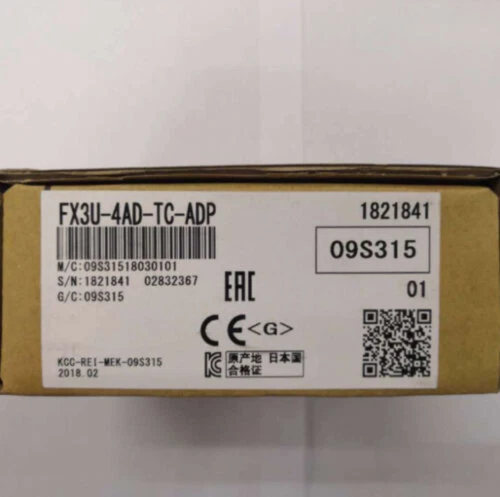 FX3U-4AD-TC-ADP
1821841
09S315
M/C:09S31518030101
S/N:1821841 02832367
G/C:09S315
01
EAC
CE <G>
KCC-REI-MEK-09S315
2018.02
原产地 日本国
合格证